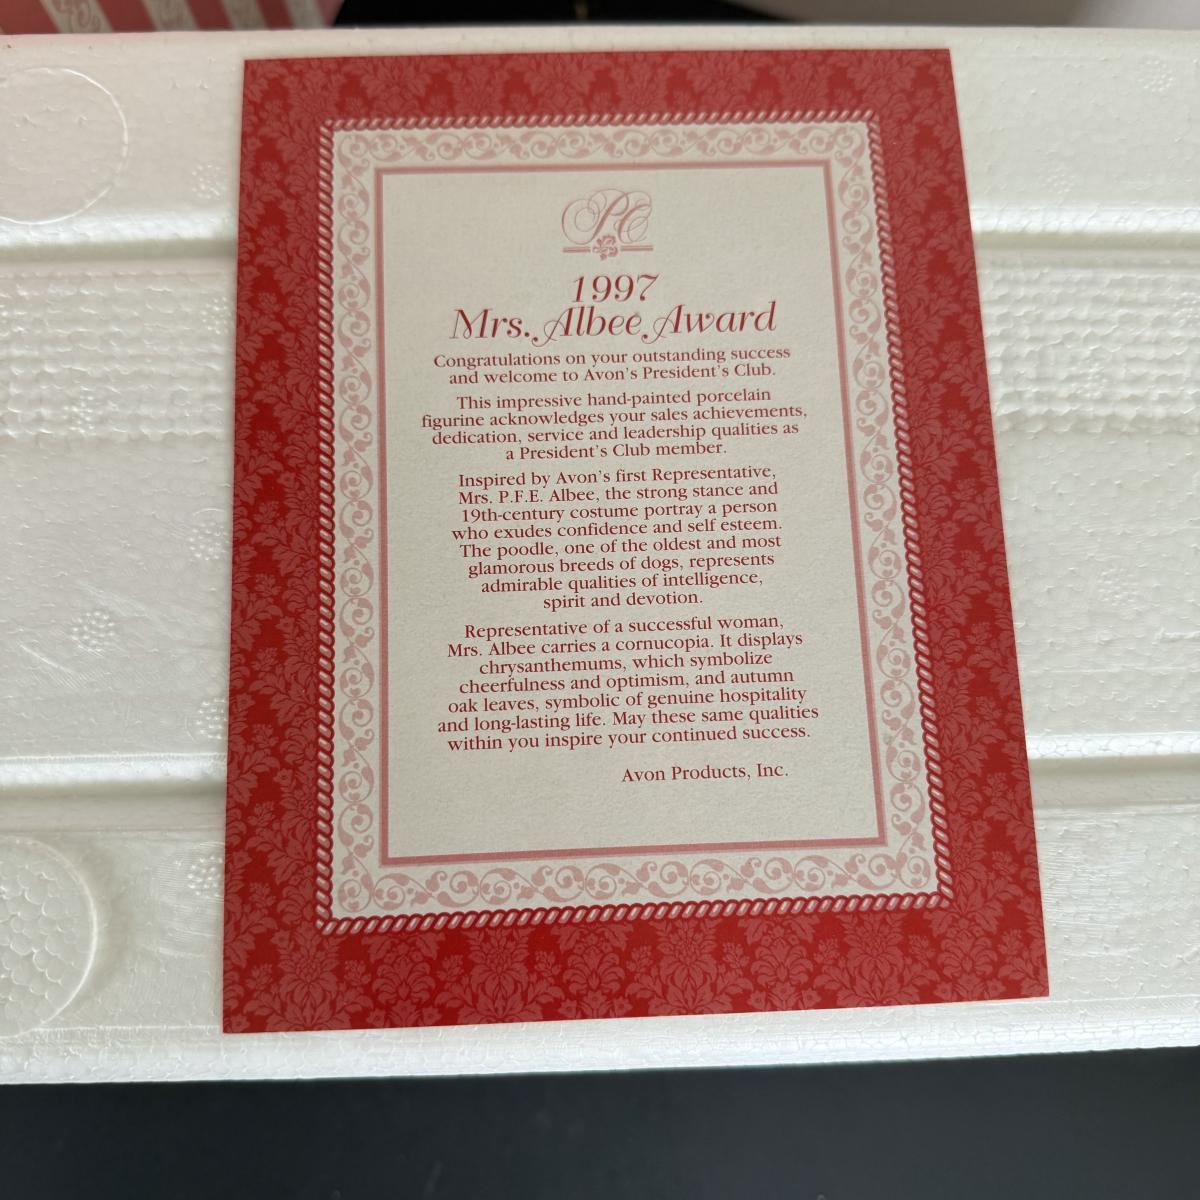 PC
1997
Mrs. Albee Award
Congratulations on your outstanding success
and welcome to Avon's President's Club.
This impressive hand-painted porcelain
figurine acknowledges your sales achievements,
dedication, service and leadership qualities as
a President's Club member.
Inspired by Avon's first Representative,
Mrs. P.F.E. Albee, the strong stance and
19th-century costume portray a person
who exudes confidence and self esteem.
The poodle, one of the oldest and most
glamorous breeds of dogs, represents
admirable qualities of intelligence,
spirit and devotion.
Representative of a successful woman,
Mrs. Albee carries a cornucopia. It displays
chrysanthemums, which symbolize
cheerfulness and optimism, and autumn
oak leaves, symbolic of genuine hospitality
and long-lasting life. May these same qualities
within you inspire your continued success.
Avon Products, Inc.